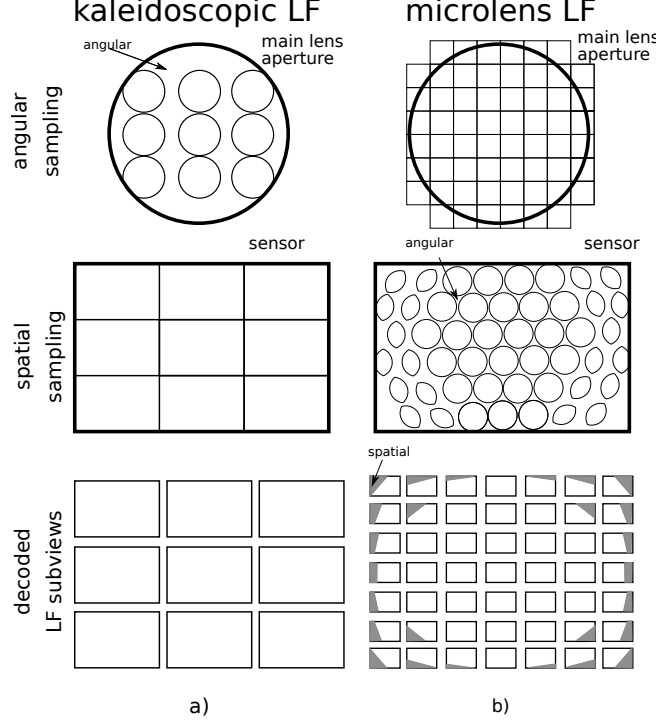 kaleidoscopic LF
microlens LF
angular
main lens
aperture
main lens
aperture
angular
sampling
sensor
angular
sensor
spatial
sampling
spatial
decoded
LF subviews
a)
b)